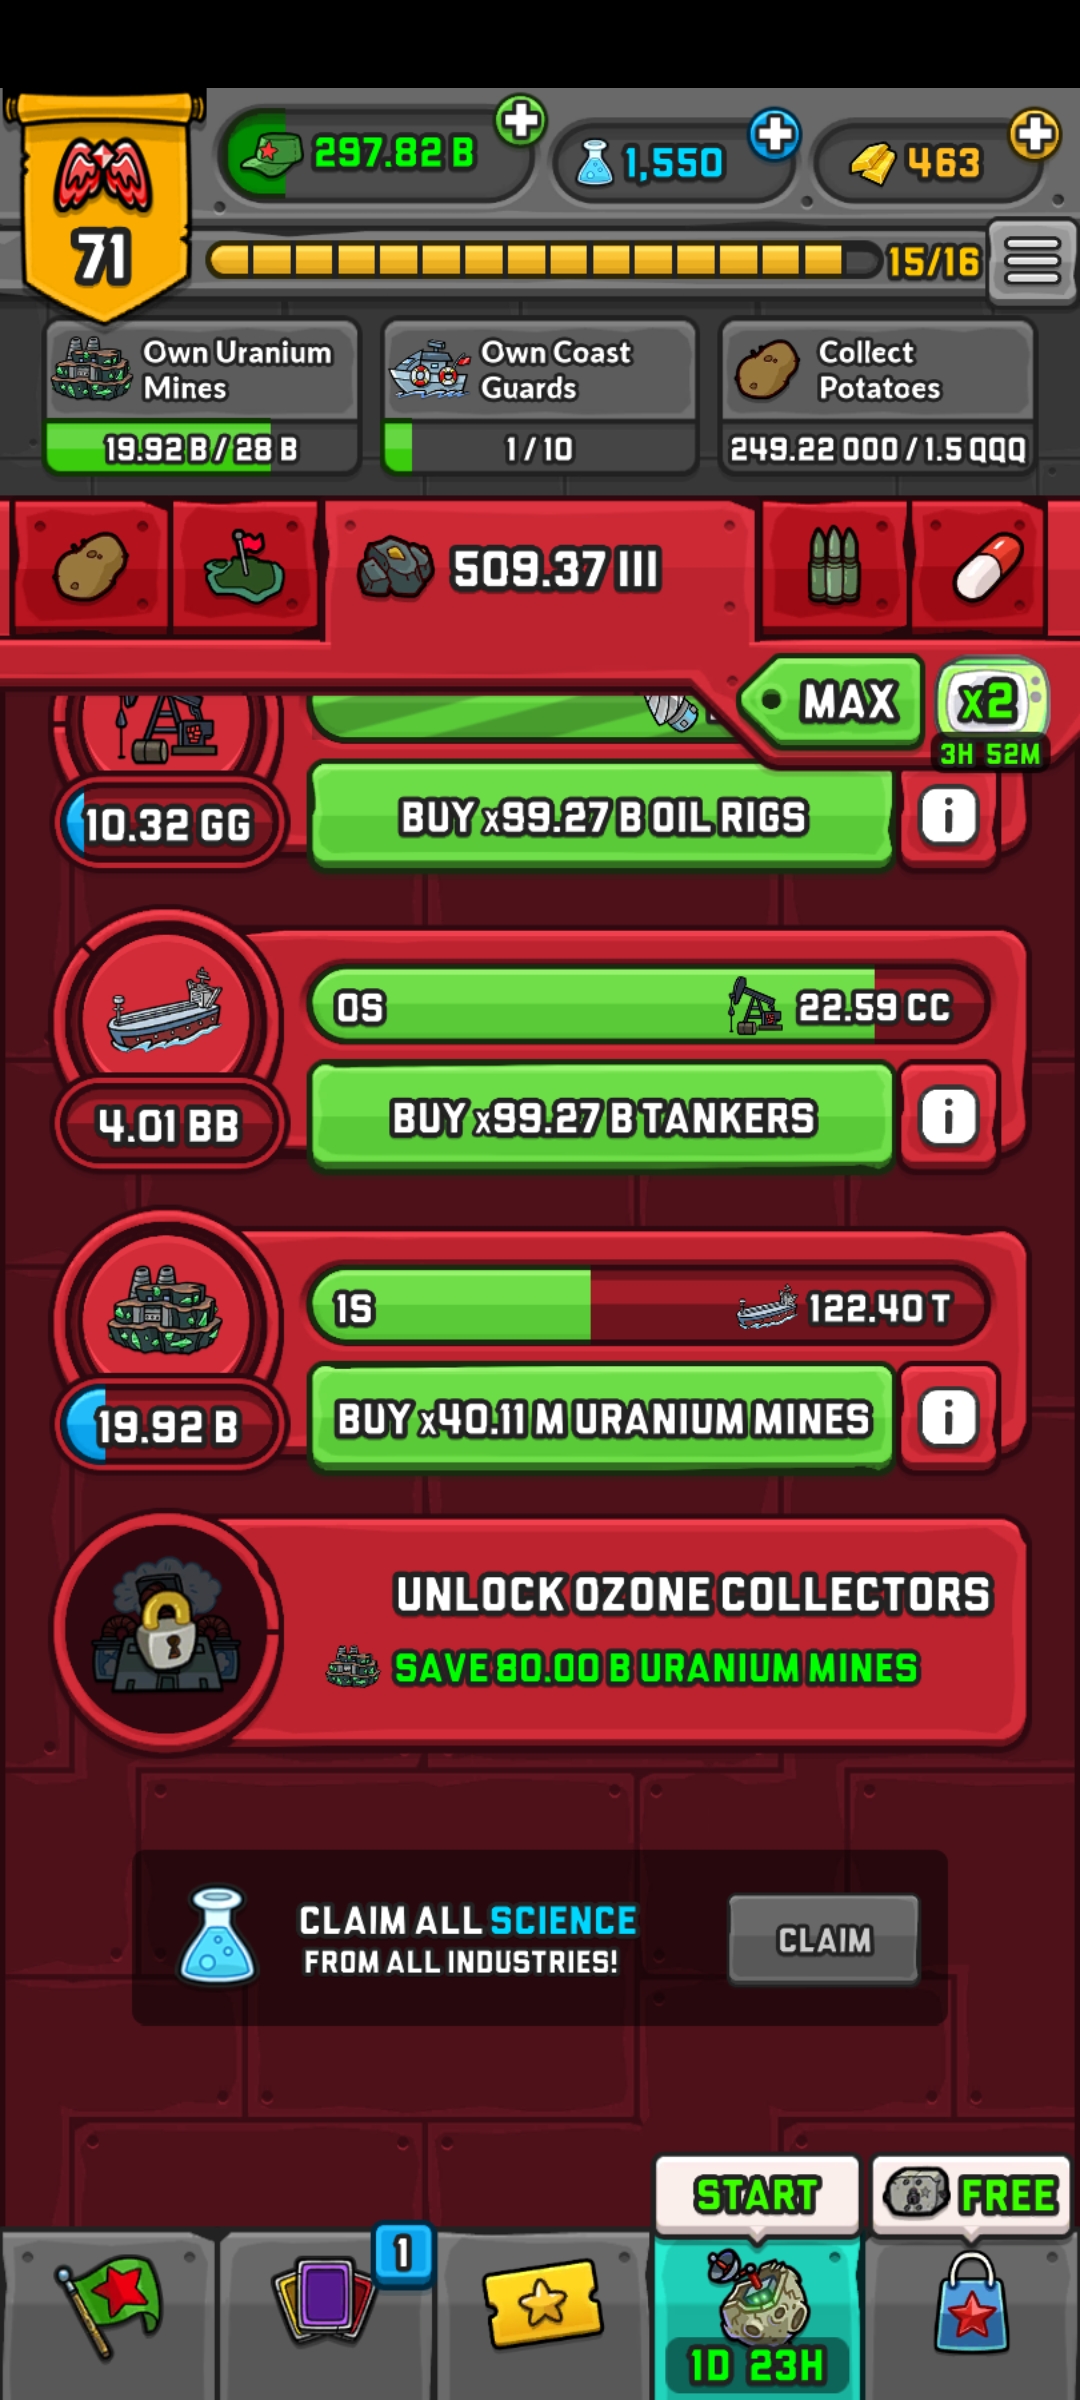 297.82 B
1,550
463
71
15/16
Own Uranium
Mines
19.92 B / 28 B
Own Coast
Guards
1 / 10
Collect
Potatoes
249.22 OOO / 1.5 QQQ
509.37 III
MAX
x2
3H 52M
10.32 GG
BUY x99.27 B OIL RIGS
i
0S
22.59 CC
4.01 BB
BUY x99.27 B TANKERS
i
1S
122.40 T
19.92 B
BUY x40.11 M URANIUM MINES
i
UNLOCK OZONE COLLECTORS
SAVE 80.00 B URANIUM MINES
CLAIM ALL SCIENCE
FROM ALL INDUSTRIES!
CLAIM
START
FREE
1
1D 23H